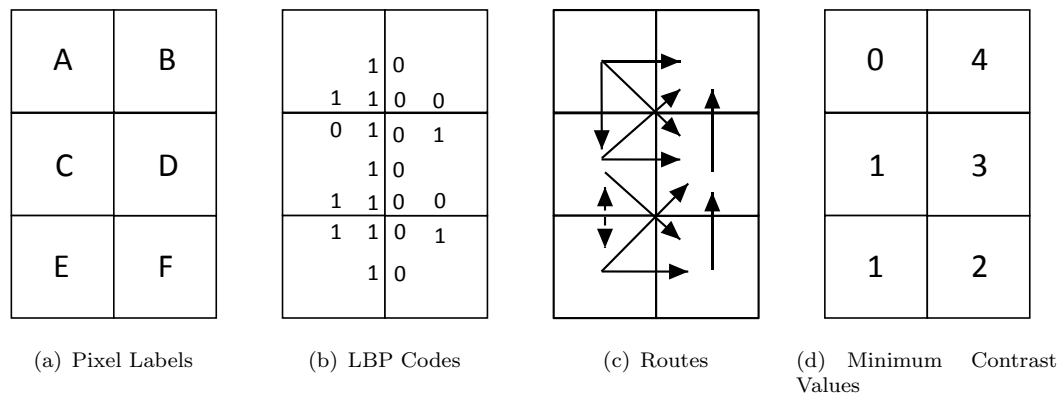 A B
C D
E F
1 0
1 1 0 0
0 1 0 1
1 0
1 1 0 0
1 1 0 1
1 0
0 4
1 3
1 2
(a) Pixel Labels
(b) LBP Codes
(c) Routes
(d) Minimum Contrast
Values